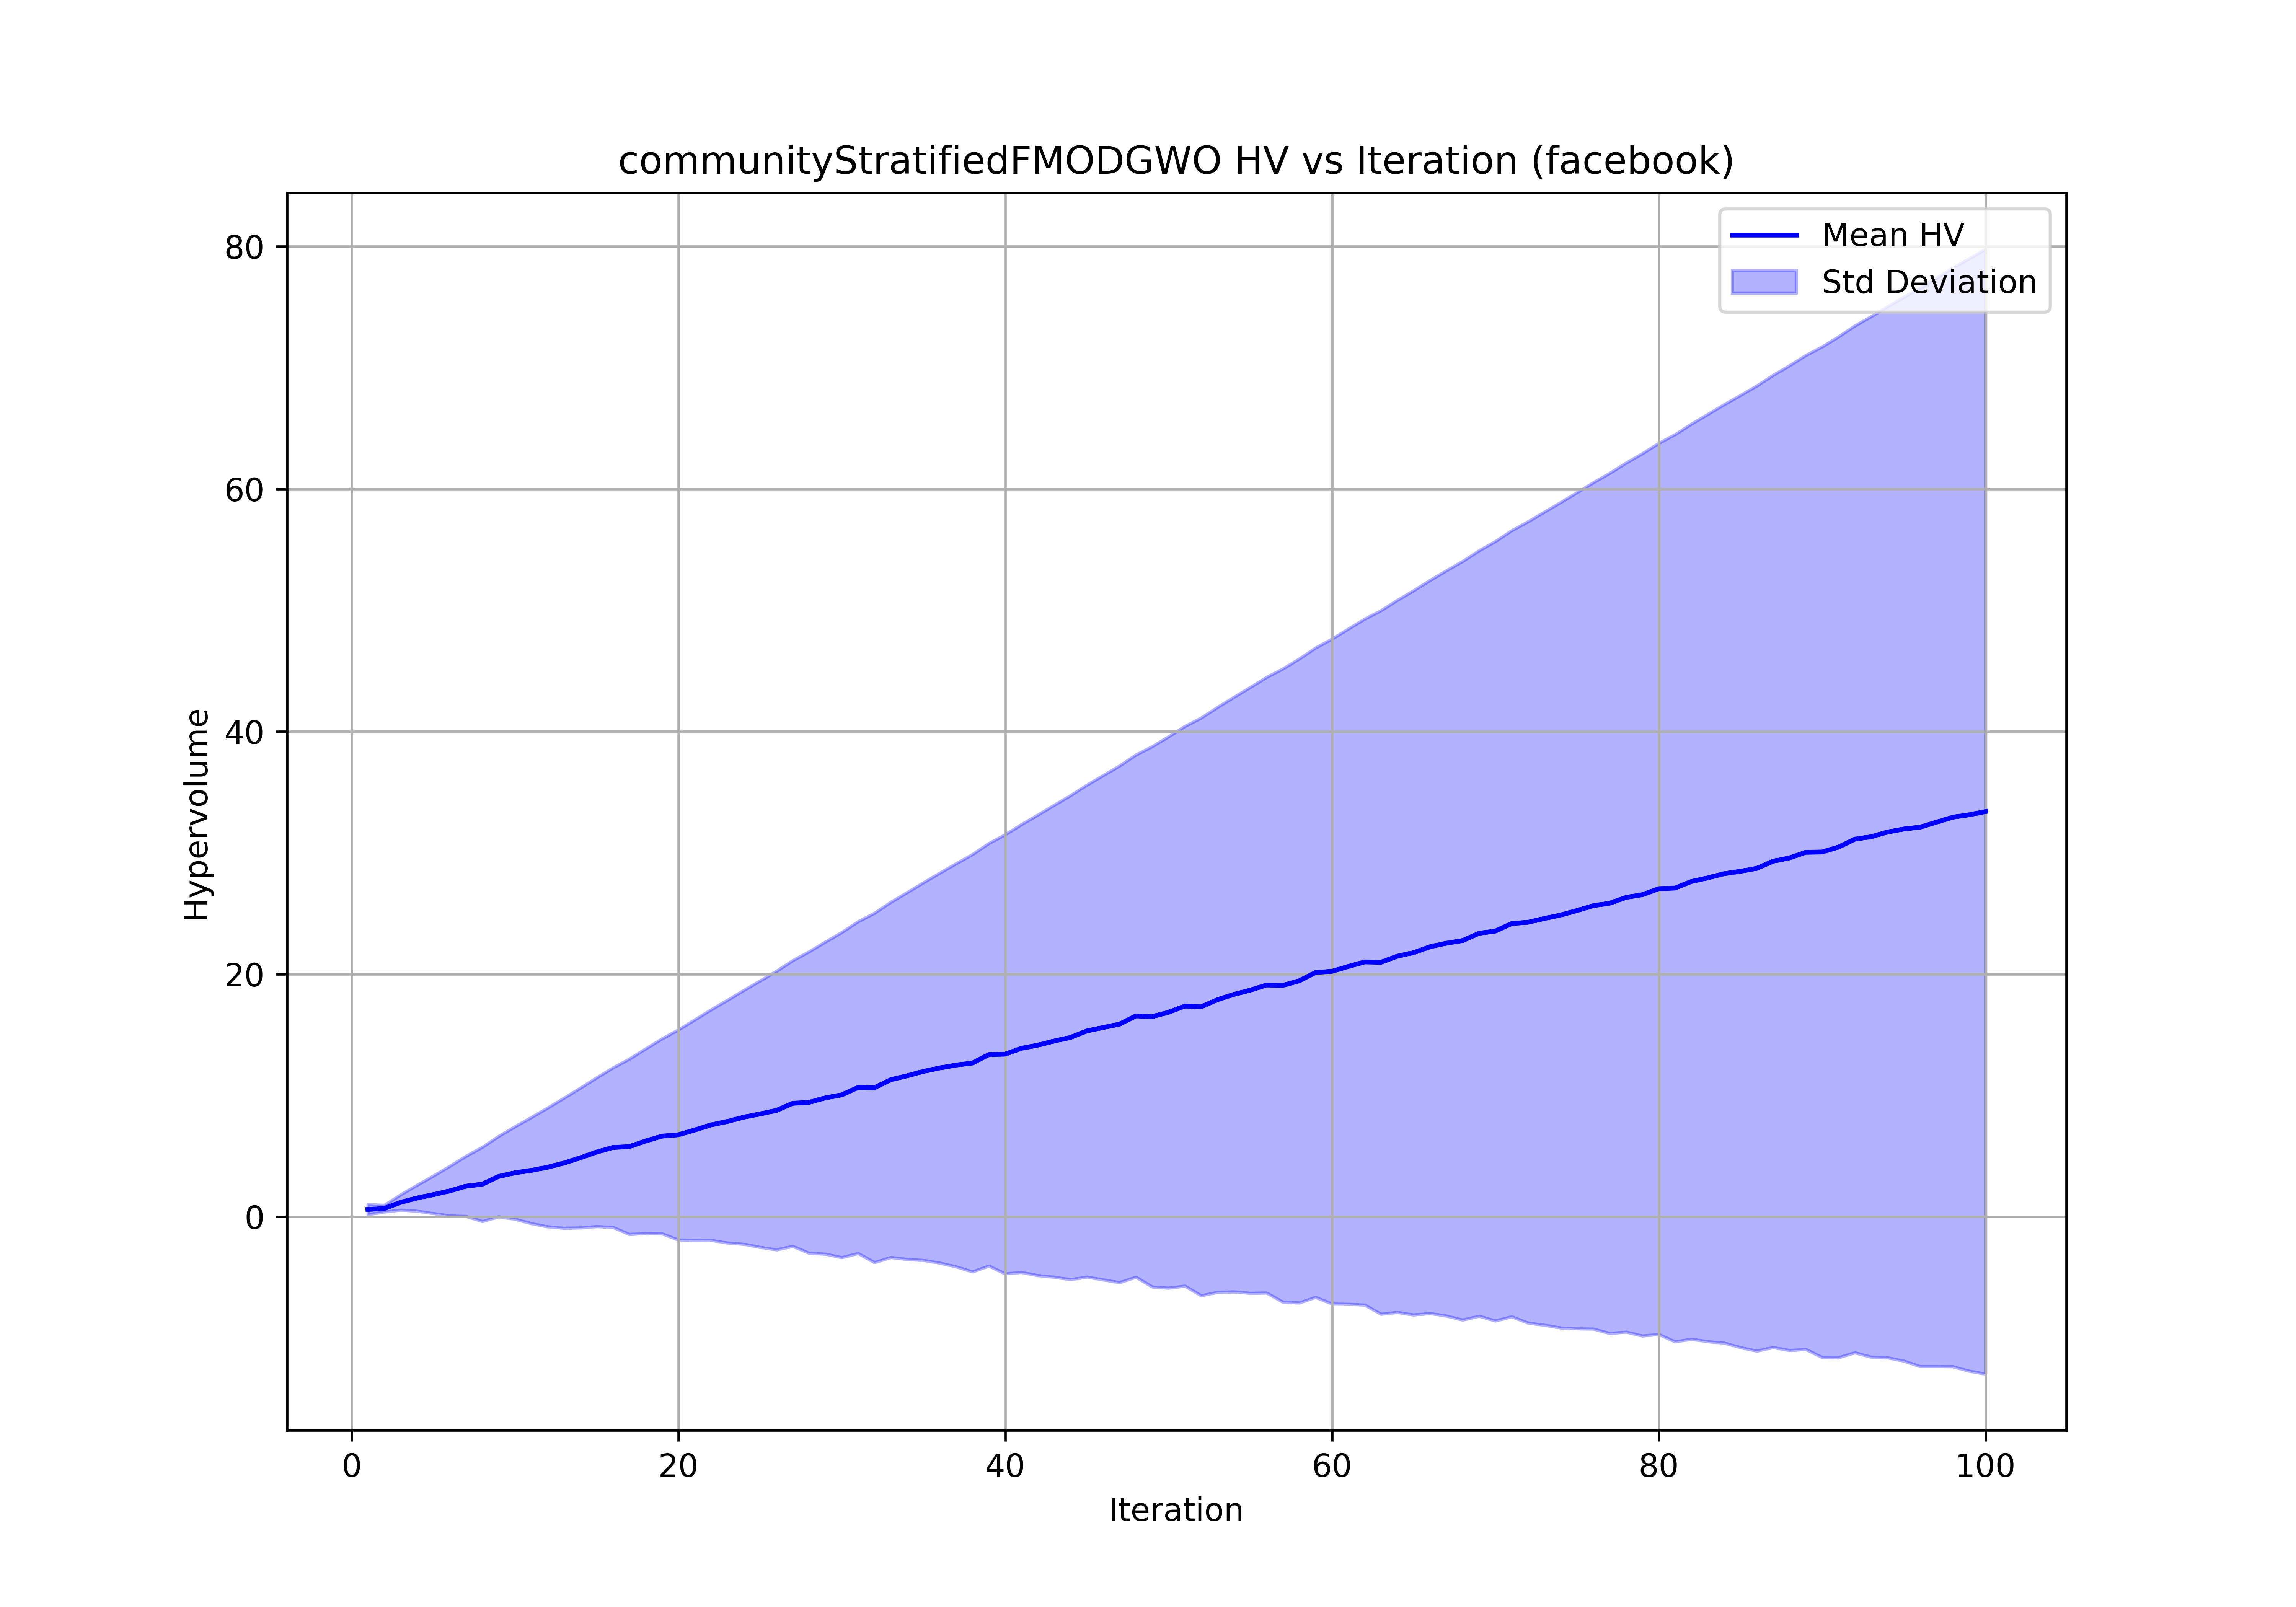 communityStratifiedFMODGWO HV vs Iteration (facebook)
Mean HV
Std Deviation
Hypervolume
80
60
40
20
0
0 20 40 60 80 100
Iteration